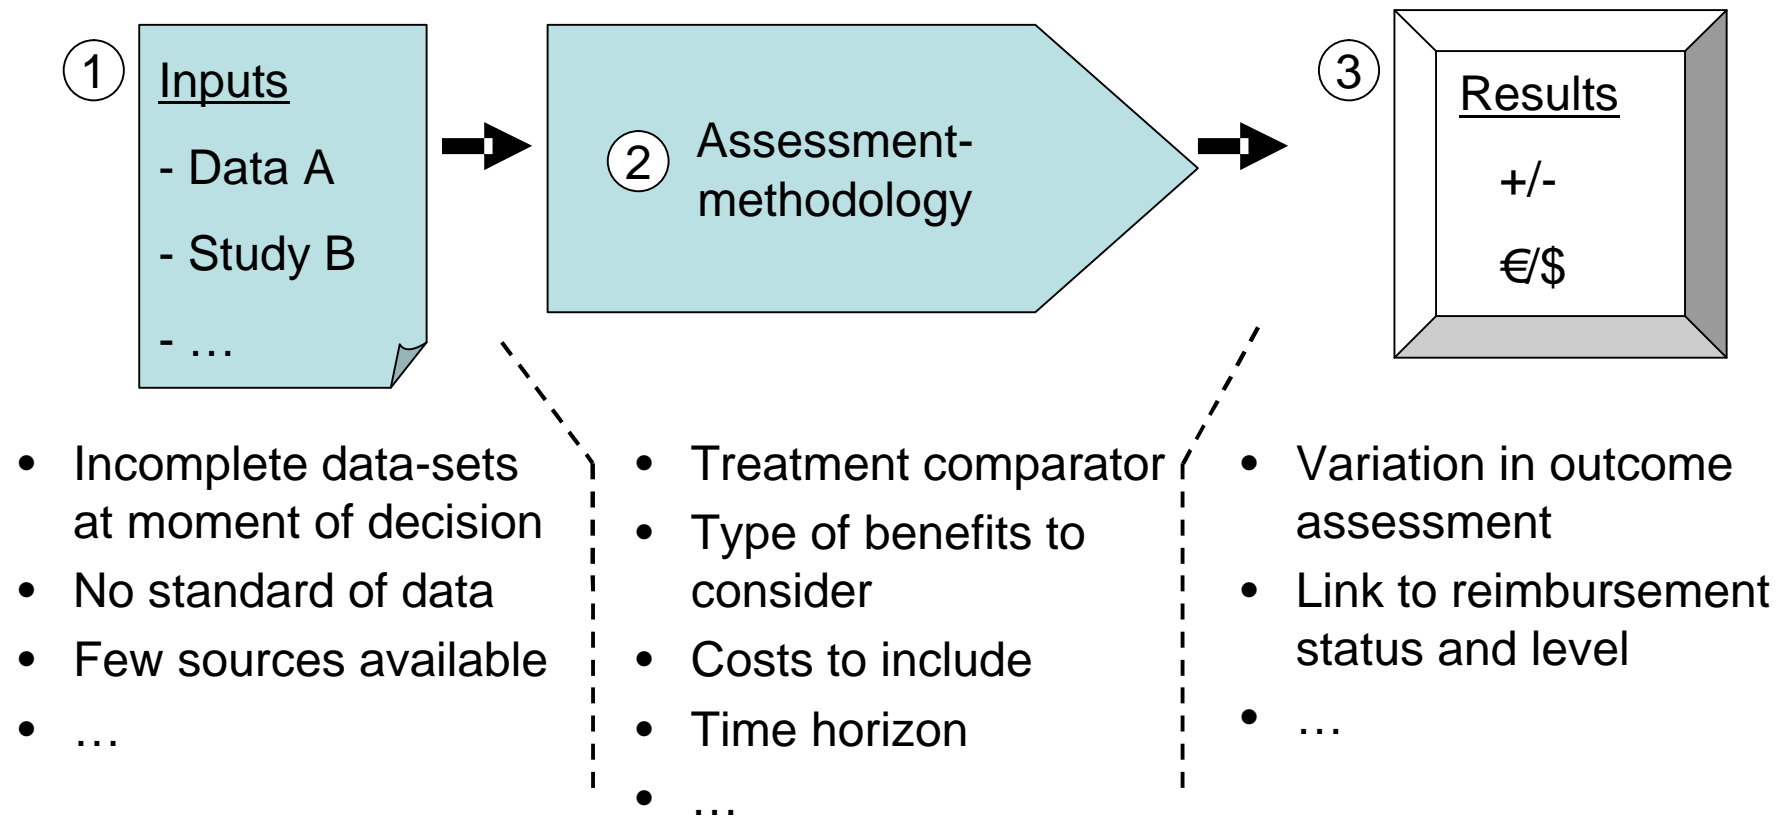 1
Inputs
- Data A
- Study B
- …
2
Assessment-
methodology
3
Results
+/-
€/$
• Incomplete data-sets
at moment of decision
• No standard of data
• Few sources available
• …
• Treatment comparator
• Type of benefits to
consider
• Costs to include
• Time horizon
• …
• Variation in outcome
assessment
• Link to reimbursement
status and level
• …